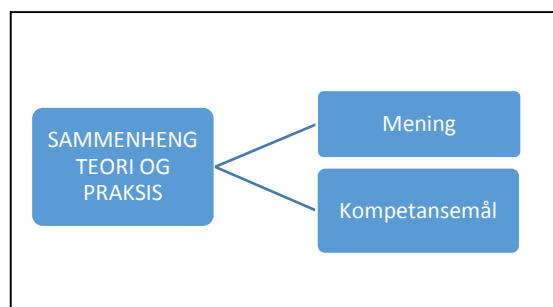 SAMMENHENG
TEORI OG
PRAKSIS
Mening
Kompetansemål